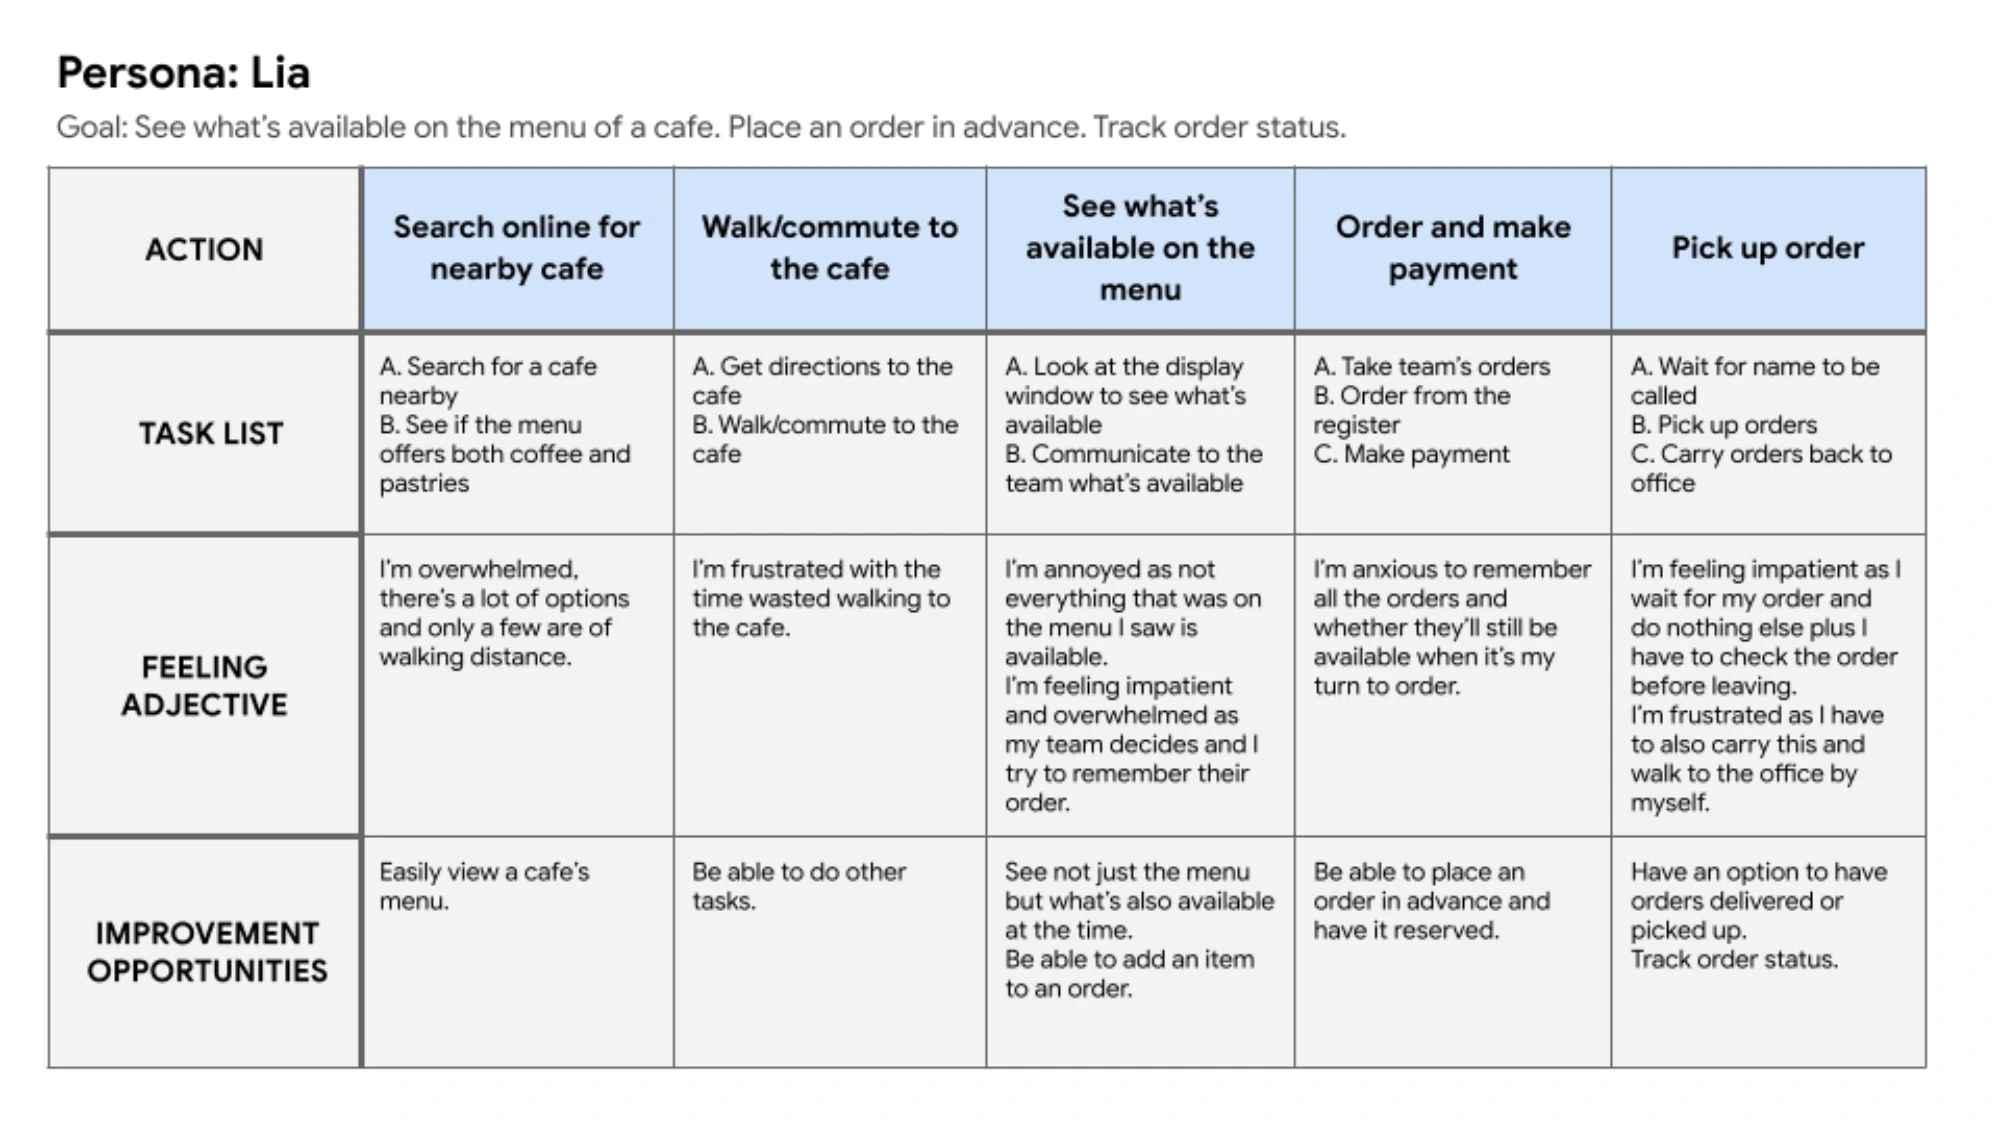 Persona: Lia
Goal: See what's available on the menu of a cafe. Place an order in advance. Track order status.
ACTION
Search online for
nearby cafe
Walk/commute to
the cafe
See what's
available on the
menu
Order and make
payment
Pick up order
TASK LIST
A. Search for a cafe
nearby
B. See if the menu
offers both coffee and
pastries
A. Get directions to the
cafe
B. Walk/commute to the
cafe
A. Look at the display
window to see what's
available
B. Communicate to the
team what's available
A. Take team's orders
B. Order from the
register
C. Make payment
A. Wait for name to be
called
B. Pick up orders
C. Carry orders back to
office
FEELING
ADJECTIVE
I'm overwhelmed,
there's a lot of options
and only a few are of
walking distance.
I'm frustrated with the
time wasted walking to
the cafe.
I'm annoyed as not
everything that was on
the menu I saw is
available.
I'm feeling impatient
and overwhelmed as
my team decides and I
try to remember their
order.
I'm anxious to remember
all the orders and
whether they'll still be
available when it's my
turn to order.
I'm feeling impatient as I
wait for my order and
do nothing else plus I
have to check the order
before leaving.
I'm frustrated as I have
to also carry this and
walk to the office by
myself.
IMPROVEMENT
OPPORTUNITIES
Easily view a cafe's
menu.
Be able to do other
tasks.
See not just the menu
but what's also available
at the time.
Be able to add an item
to an order.
Be able to place an
order in advance and
have it reserved.
Have an option to have
orders delivered or
picked up.
Track order status.